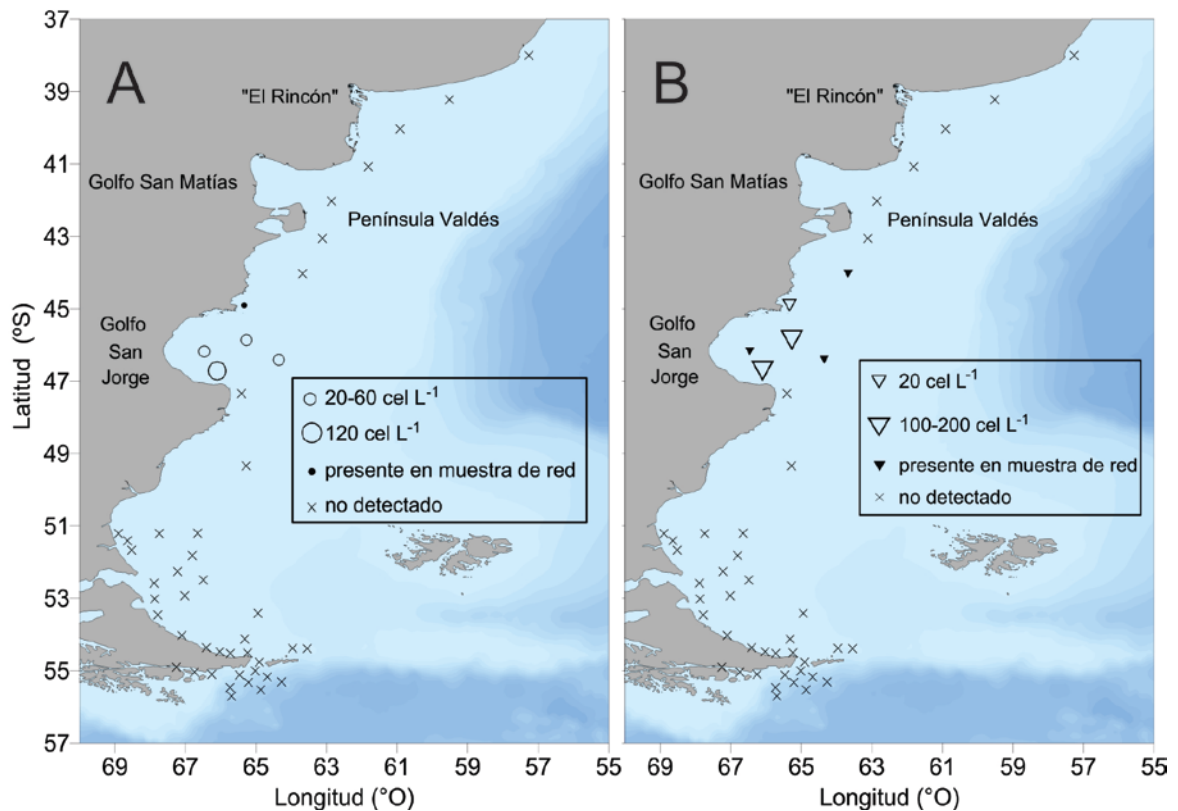 A
"El Rincón"
Golfo San Matías
Península Valdés
Golfo
San
Jorge
20-60 cel L⁻¹
120 cel L⁻¹
presente en muestra de red
no detectado
Latitud (ºS)
37
39
41
43
45
47
49
51
53
55
57
69
67
65
63
61
59
57
55
Longitud (°O)
B
"El Rincón"
Golfo San Matías
Península Valdés
Golfo
San
Jorge
20 cel L⁻¹
100-200 cel L⁻¹
presente en muestra de red
no detectado
69
67
65
63
61
59
57
55
Longitud (°O)